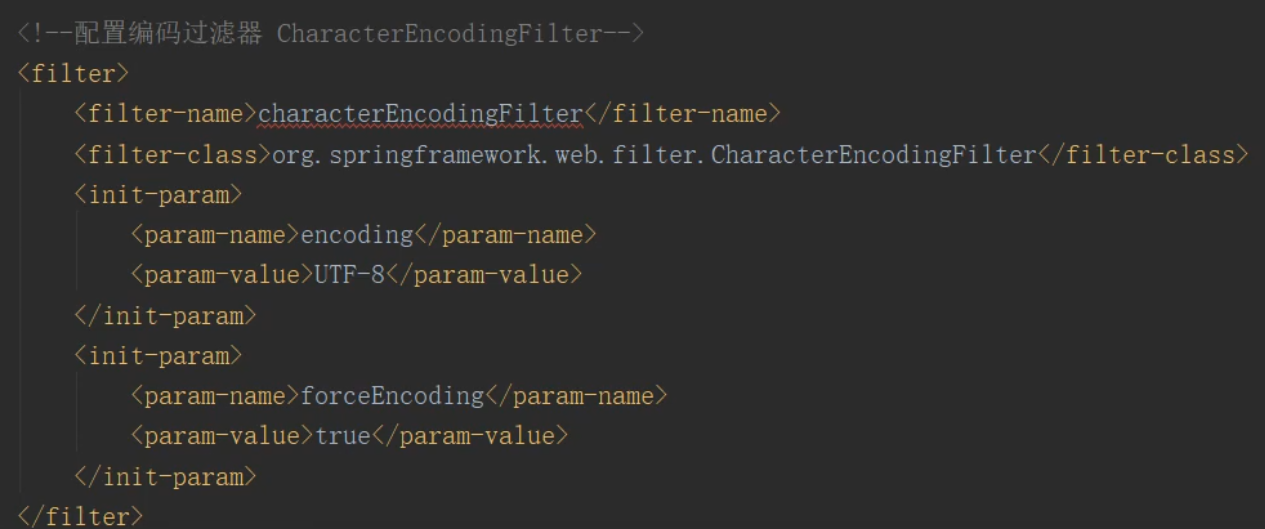 <!--配置编码过滤器 CharacterEncodingFilter-->
<filter>
    <filter-name>characterEncodingFilter</filter-name>
    <filter-class>org.springframework.web.filter.CharacterEncodingFilter</filter-class>
    <init-param>
        <param-name>encoding</param-name>
        <param-value>UTF-8</param-value>
    </init-param>
    <init-param>
        <param-name>forceEncoding</param-name>
        <param-value>true</param-value>
    </init-param>
</filter>